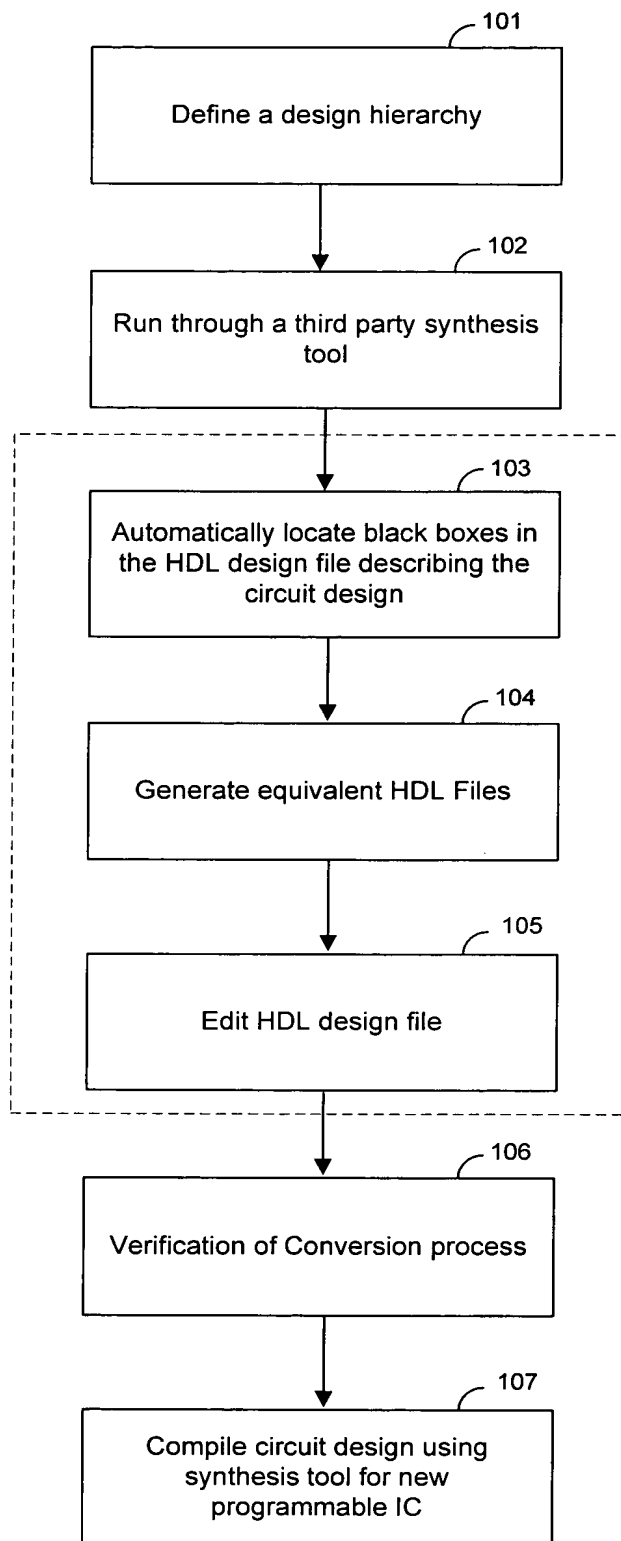 101
Define a design hierarchy
102
Run through a third party synthesis
tool
103
Automatically locate black boxes in
the HDL design file describing the
circuit design
104
Generate equivalent HDL Files
105
Edit HDL design file
106
Verification of Conversion process
107
Compile circuit design using
synthesis tool for new
programmable IC